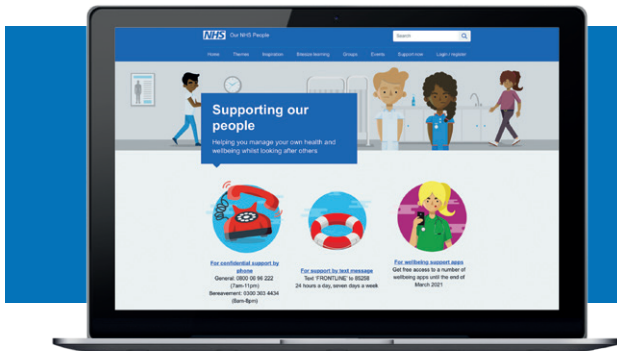 NHS Our NHS People
Search
Home Themes Inspiration Bitesize learning Groups Events Support now Login / register
Supporting our
people
Helping you manage your own health and
wellbeing whilst looking after others
For confidential support by
phone
General: 0800 06 96 222
(7am-11pm)
Bereavement: 0300 303 4434
(8am-8pm)
For support by text message
Text 'FRONTLINE' to 85258
24 hours a day, seven days a week
For wellbeing support apps
Get free access to a number of
wellbeing apps until the end of
March 2021